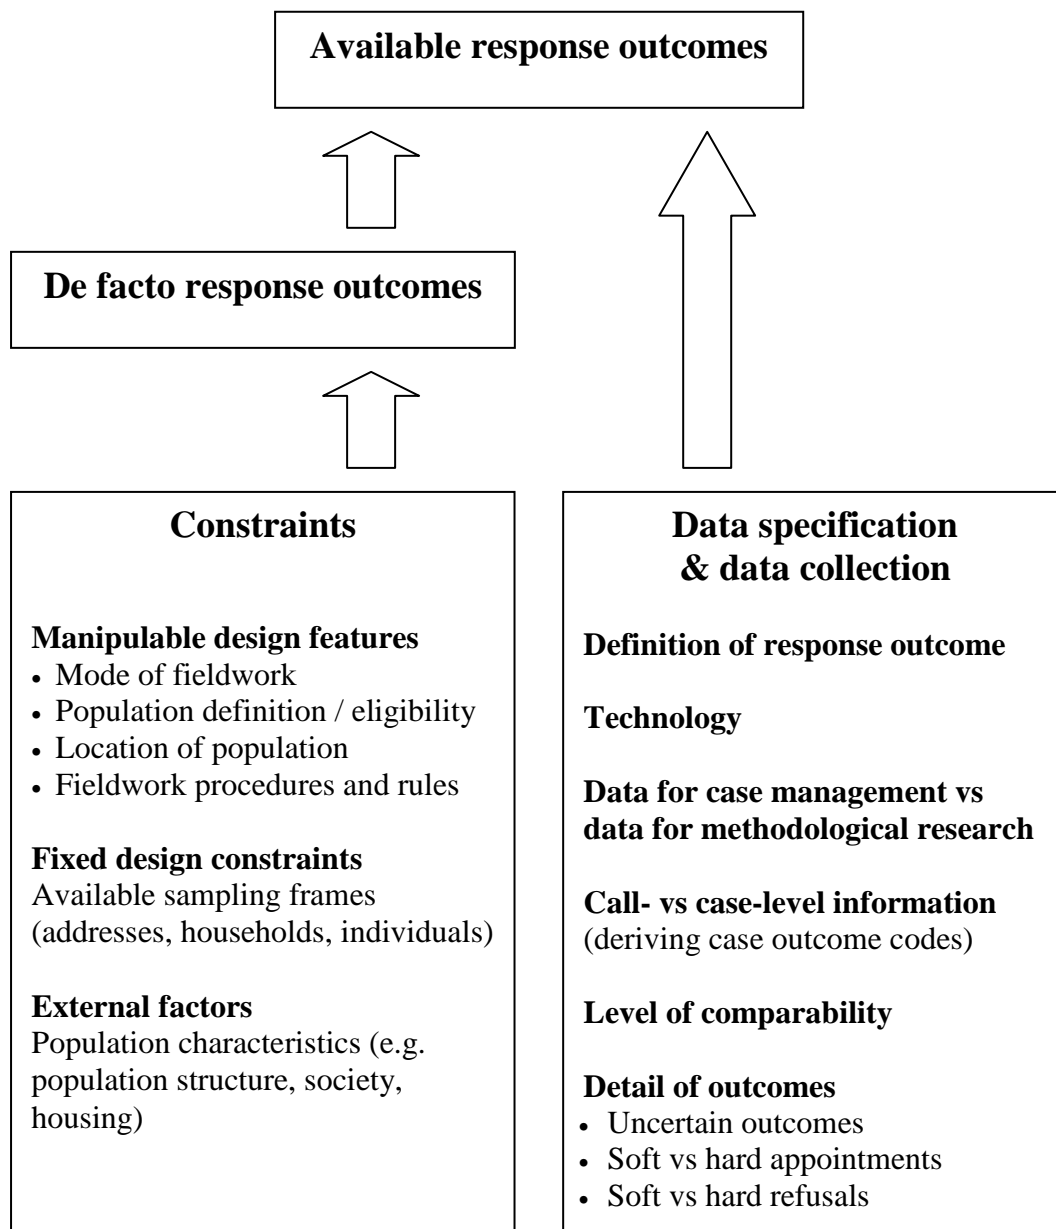 Available response outcomes
De facto response outcomes
Constraints
Manipulable design features
• Mode of fieldwork
• Population definition / eligibility
• Location of population
• Fieldwork procedures and rules
Fixed design constraints
Available sampling frames
(addresses, households, individuals)
External factors
Population characteristics (e.g.
population structure, society,
housing)
Data specification
& data collection
Definition of response outcome
Technology
Data for case management vs
data for methodological research
Call- vs case-level information
(deriving case outcome codes)
Level of comparability
Detail of outcomes
• Uncertain outcomes
• Soft vs hard appointments
• Soft vs hard refusals